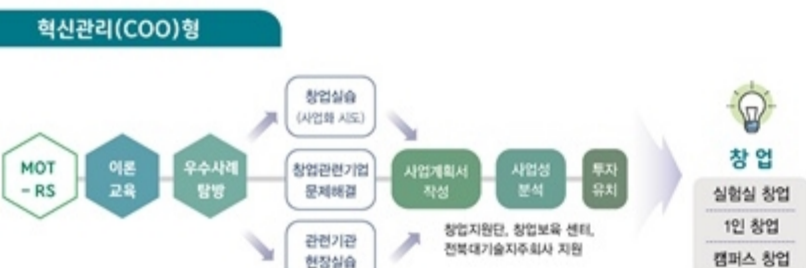 혁신관리(COO)형
MOT
- RS
이론
교육
우수사례
탐방
창업실습
(사업화 시도)
창업관련기업
문제해결
관련기관
현장실습
사업계획서
작성
사업성
분석
투자
유치
창업지원단, 창업보육 센터,
전북대기술지주회사 지원
창업
실험실 창업
1인 창업
캠퍼스 창업